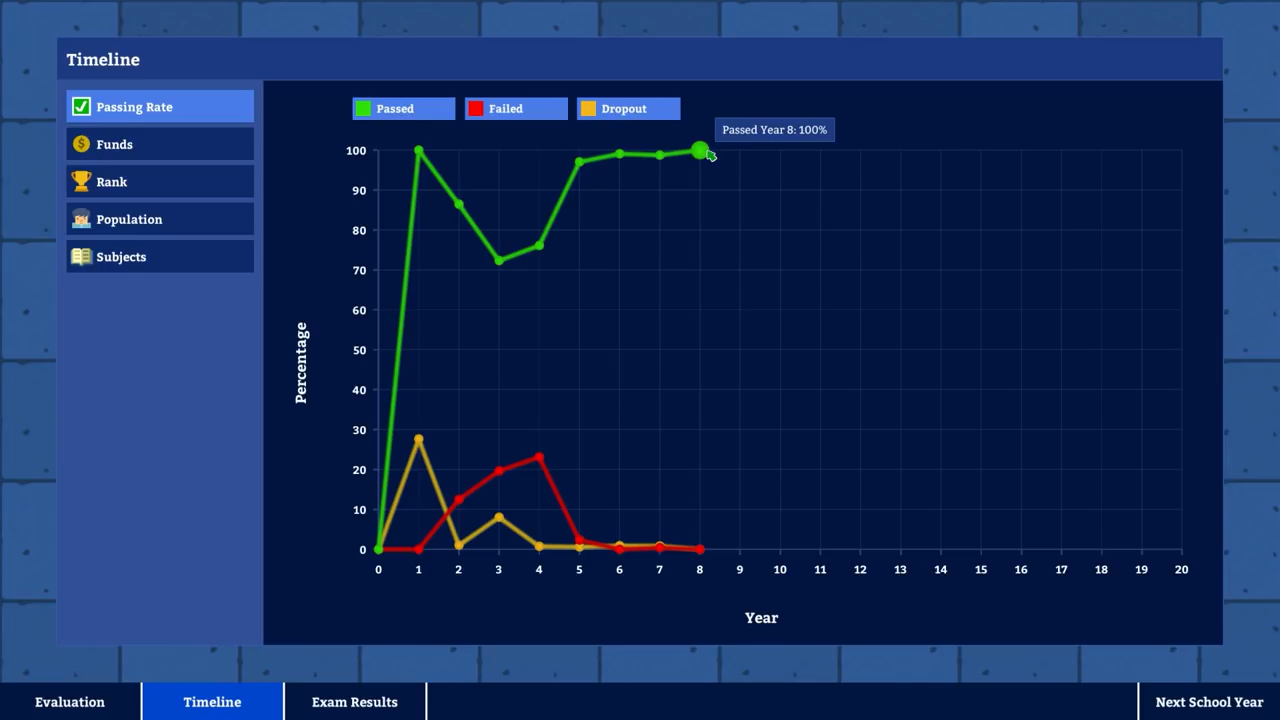 Timeline
Passing Rate
Funds
Rank
Population
Subjects
Passed
Failed
Dropout
Passed Year 8: 100%
100
90
80
70
60
50
40
30
20
10
0
Percentage
0 1 2 3 4 5 6 7 8 9 10 11 12 13 14 15 16 17 18 19 20
Year
Evaluation
Timeline
Exam Results
Next School Year